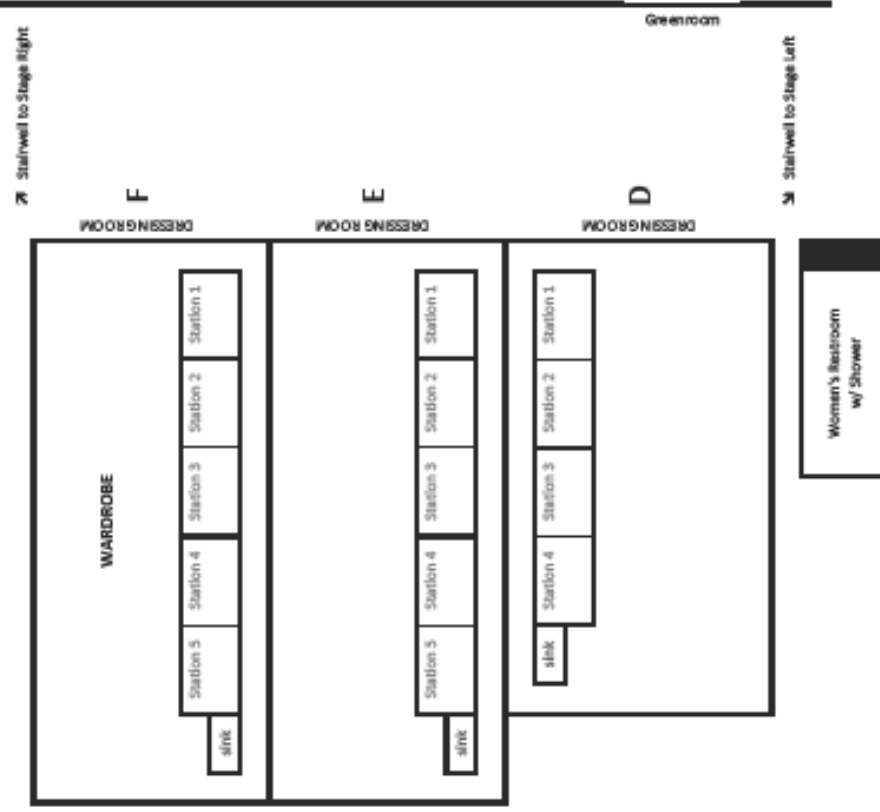 Greenroom
↗ Stairwell to Stage Right
↗ Stairwell to Stage Left
F
E
D
DRESSING ROOM
DRESSING ROOM
DRESSING ROOM
WARDROBE
Station 1
Station 2
Station 3
Station 4
Station 5
sink
Station 1
Station 2
Station 3
Station 4
Station 5
sink
Station 1
Station 2
Station 3
Station 4
sink
Women's Restroom
w/ Shower